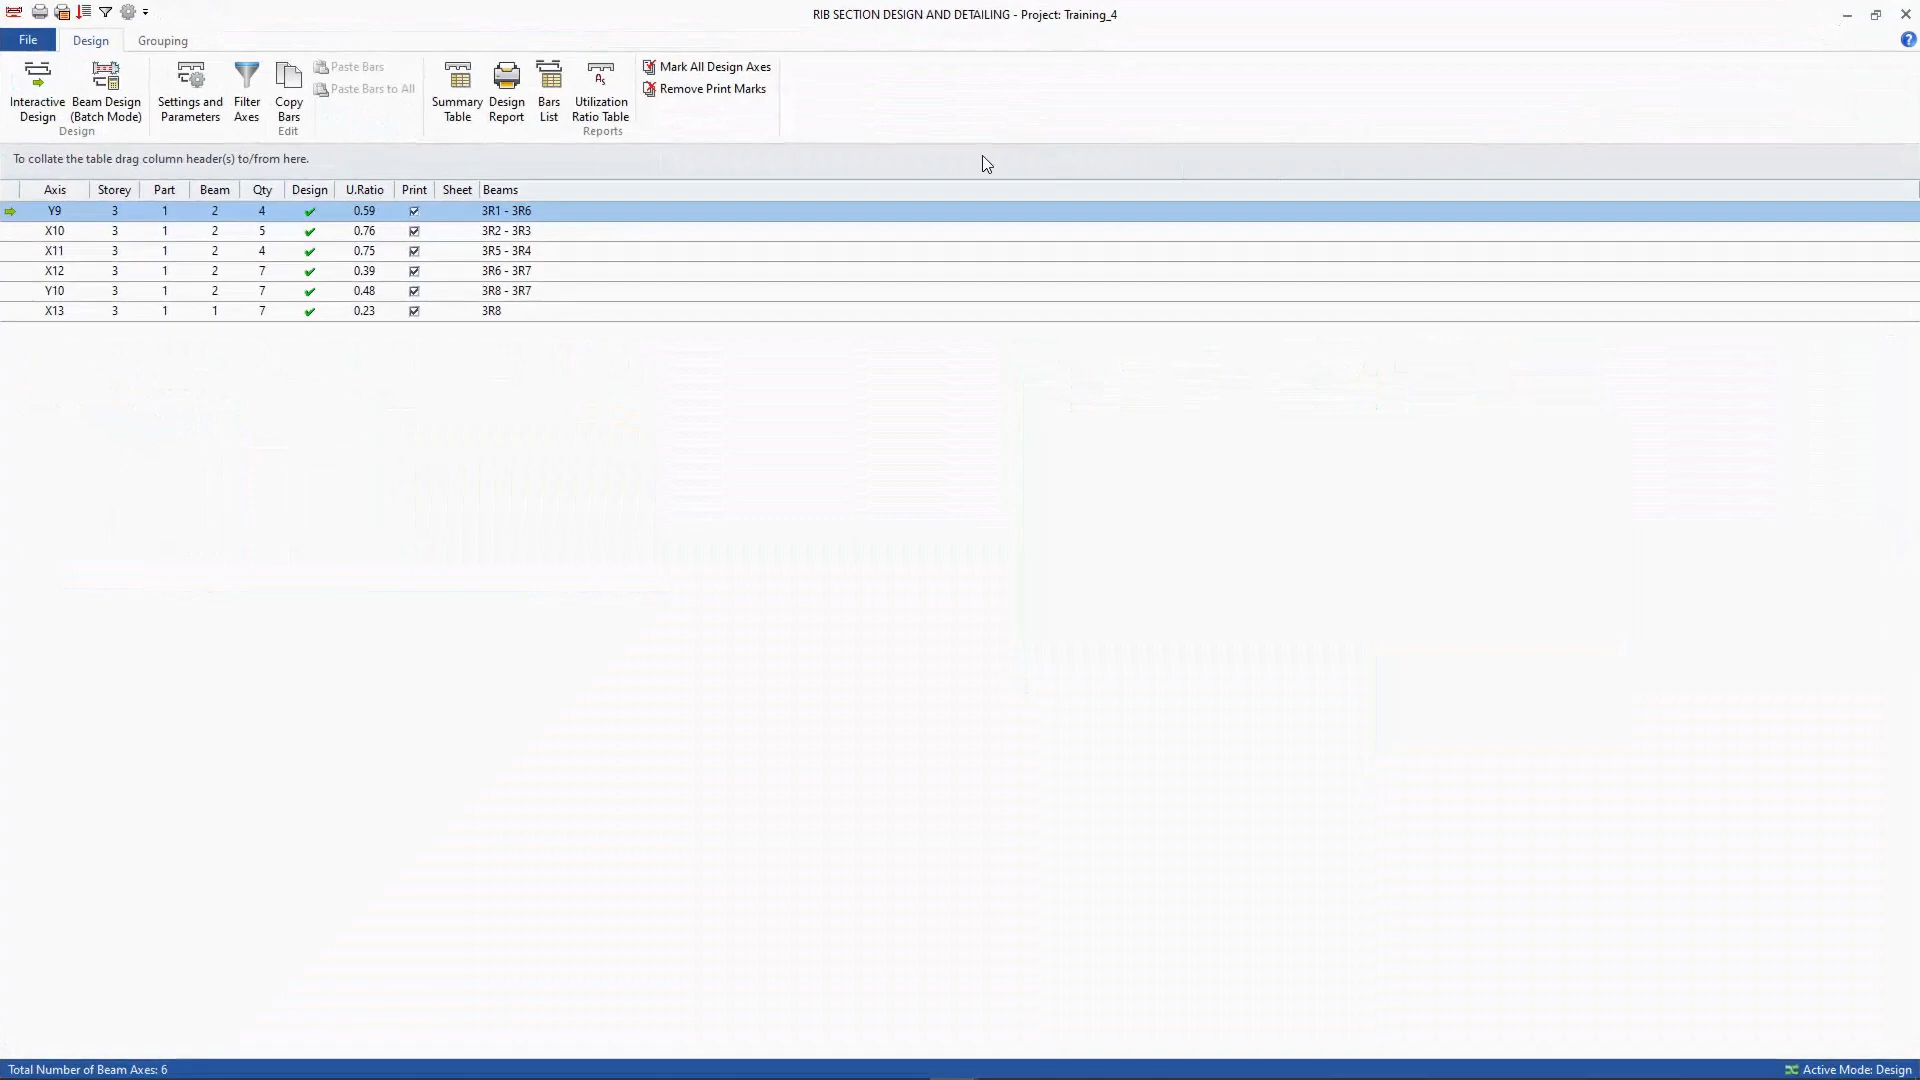 RIB SECTION DESIGN AND DETAILING - Project: Training_4
File Design Grouping
Interactive Design
Beam Design (Batch Mode)
Settings and Parameters
Filter Axes
Copy Bars
Paste Bars
Paste Bars to All
Summary Table
Design Report
Bars List
Utilization Ratio Table
Mark All Design Axes
Remove Print Marks
Design Edit Reports
To collate the table drag column header(s) to/from here.
Axis Storey Part Beam Qty Design U.Ratio Print Sheet Beams
Y9 3 1 2 4 0.59 3R1 - 3R6
X10 3 1 2 5 0.76 3R2 - 3R3
X11 3 1 2 4 0.75 3R5 - 3R4
X12 3 1 2 7 0.39 3R6 - 3R7
Y10 3 1 2 7 0.48 3R8 - 3R7
X13 3 1 1 7 0.23 3R8
Total Number of Beam Axes: 6
Active Mode: Design